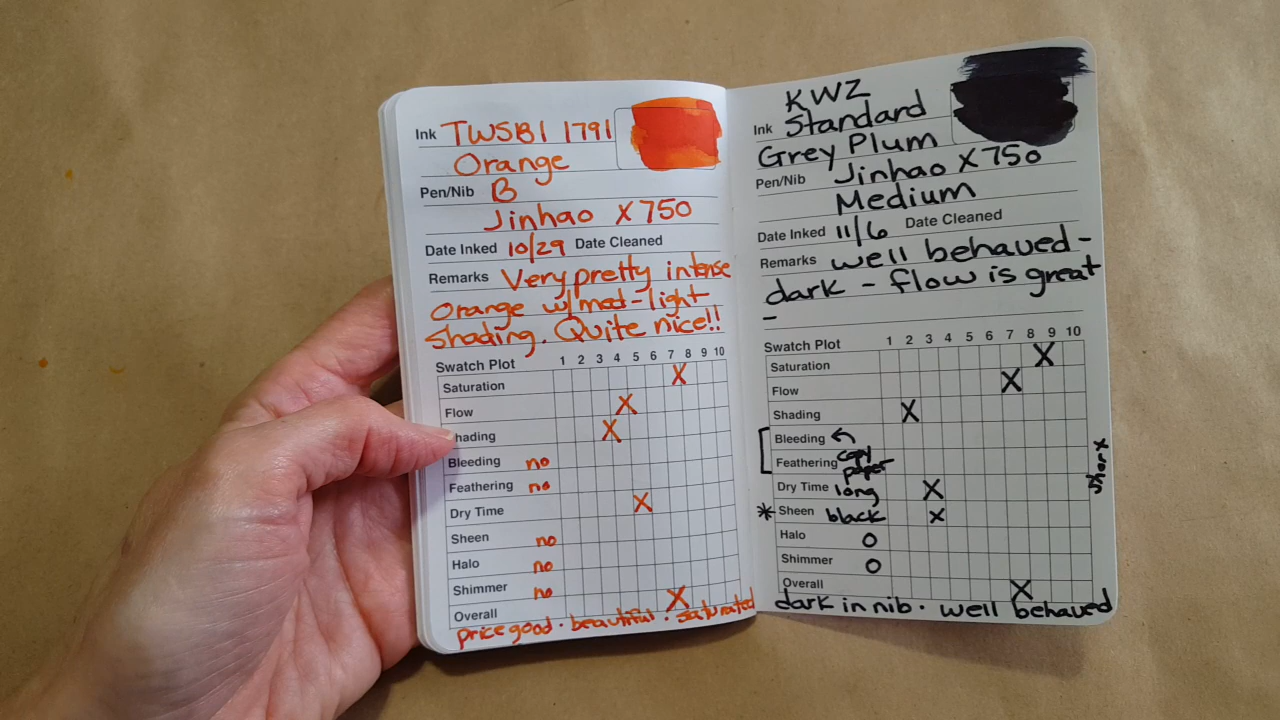 Ink TWSBI 1791
Orange
Pen/Nib B
Jinhao X750
Date Inked 10/29 Date Cleaned
Remarks Very pretty intense
Orange w/med-light
Shading. Quite nice!!
Swatch Plot 1 2 3 4 5 6 7 8 9 10
Saturation X
Flow X
hading X
Bleeding no
Feathering no
Dry Time X
Sheen no
Halo no
Shimmer no
Overall X
price good · beautiful · saturated
KWZ
Ink Standard
Grey Plum
Pen/Nib Jinhao X750
Medium
Date Inked 11/6 Date Cleaned
Remarks well behaved -
dark - flow is great
-
Swatch Plot 1 2 3 4 5 6 7 8 9 10
Saturation X
Flow X
Shading X
Bleeding
Feathering copy
paper
Dry Time long X short
* Sheen black X
Halo O
Shimmer O
Overall X
dark in nib · well behaved